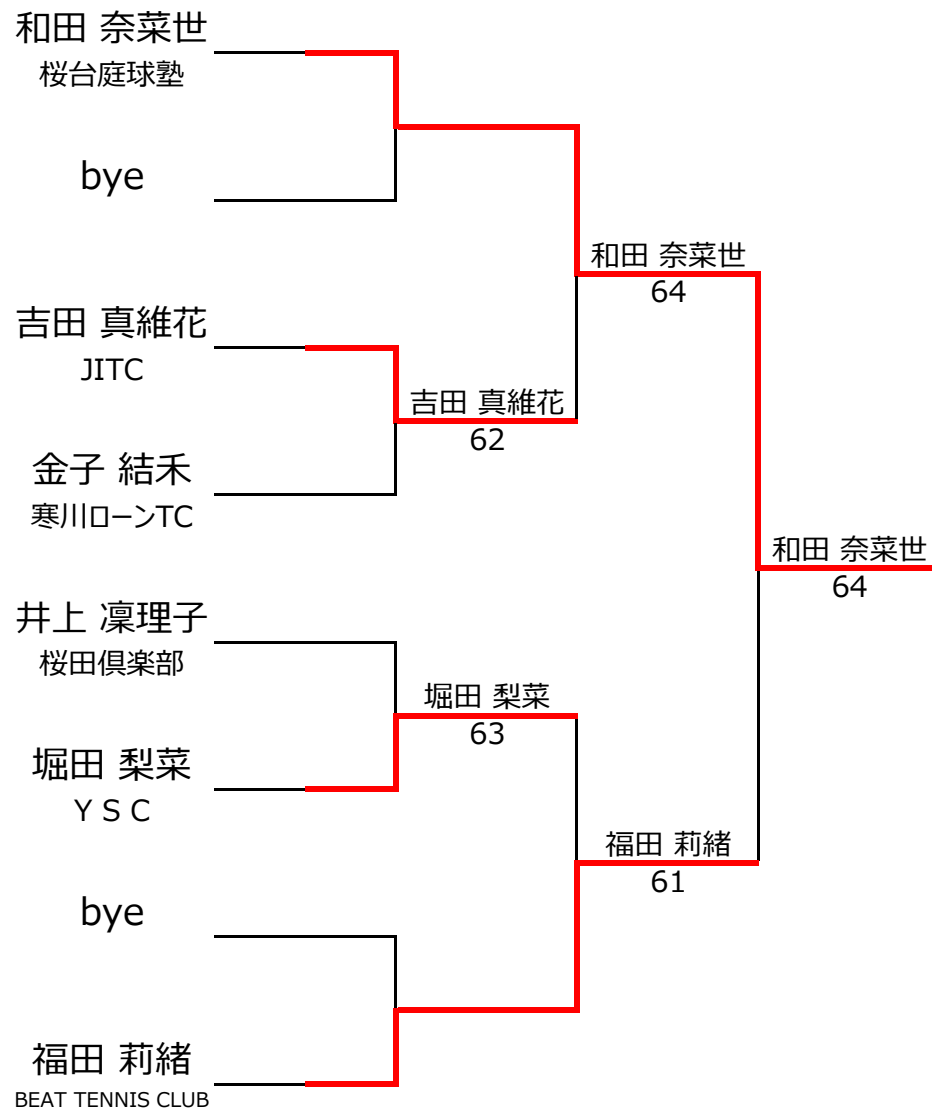 和田 奈菜世
桜台庭球塾
bye
和田 奈菜世
64
吉田 真維花
JITC
吉田 真維花
62
金子 結禾
寒川ローンTC
和田 奈菜世
64
井上 凜理子
桜田倶楽部
堀田 梨菜
63
堀田 梨菜
ＹＳＣ
福田 莉緒
61
bye
福田 莉緒
BEAT TENNIS CLUB